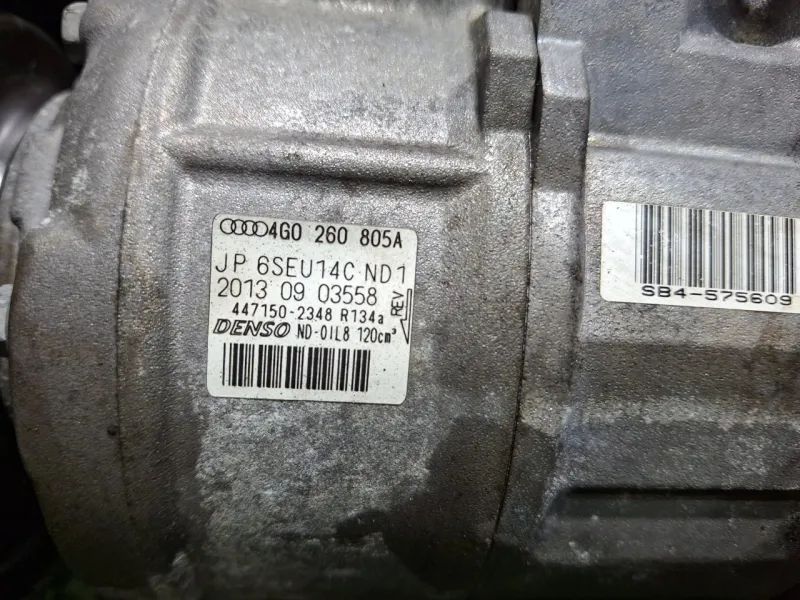 4G0 260 805A
JP 6SEU14C ND1
2013 09 03558
REV
447150-2348 R134a
DENSO ND-OIL8 120cm³
SB4-575609